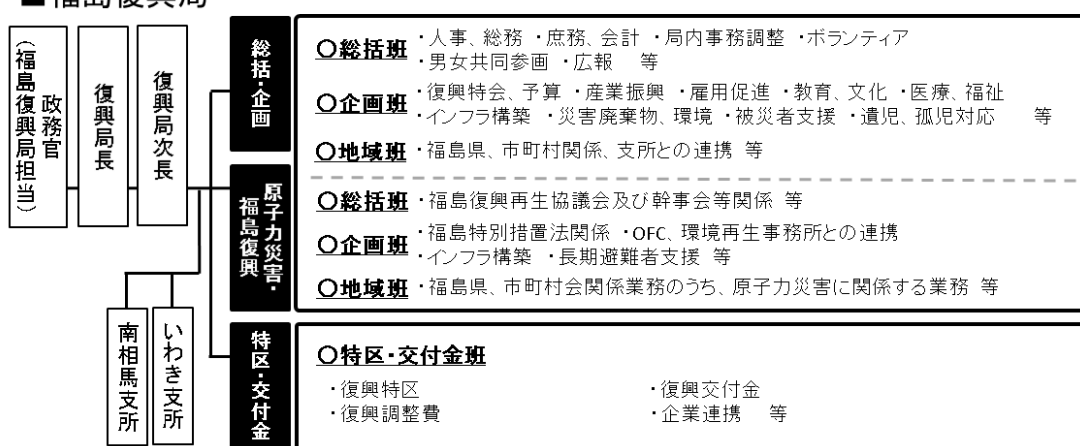 ■福島復興局
政務官
(福島復興局担当)
復興局長
復興局次長
南相馬支所
いわき支所
総括・企画
〇総括班 ・人事、総務 ・庶務、会計 ・局内事務調整 ・ボランティア
・男女共同参画 ・広報 等
〇企画班 ・復興特会、予算 ・産業振興 ・雇用促進 ・教育、文化 ・医療、福祉
・インフラ構築 ・災害廃棄物、環境 ・被災者支援 ・遺児、孤児対応 等
〇地域班 ・福島県、市町村関係、支所との連携 等
原子力災害・
福島復興
〇総括班 ・福島復興再生協議会及び幹事会等関係 等
〇企画班 ・福島特別措置法関係 ・OFC、環境再生事務所との連携
・インフラ構築 ・長期避難者支援 等
〇地域班 ・福島県、市町村会関係業務のうち、原子力災害に関係する業務 等
特区・交付金
〇特区・交付金班
・復興特区 ・復興交付金
・復興調整費 ・企業連携 等